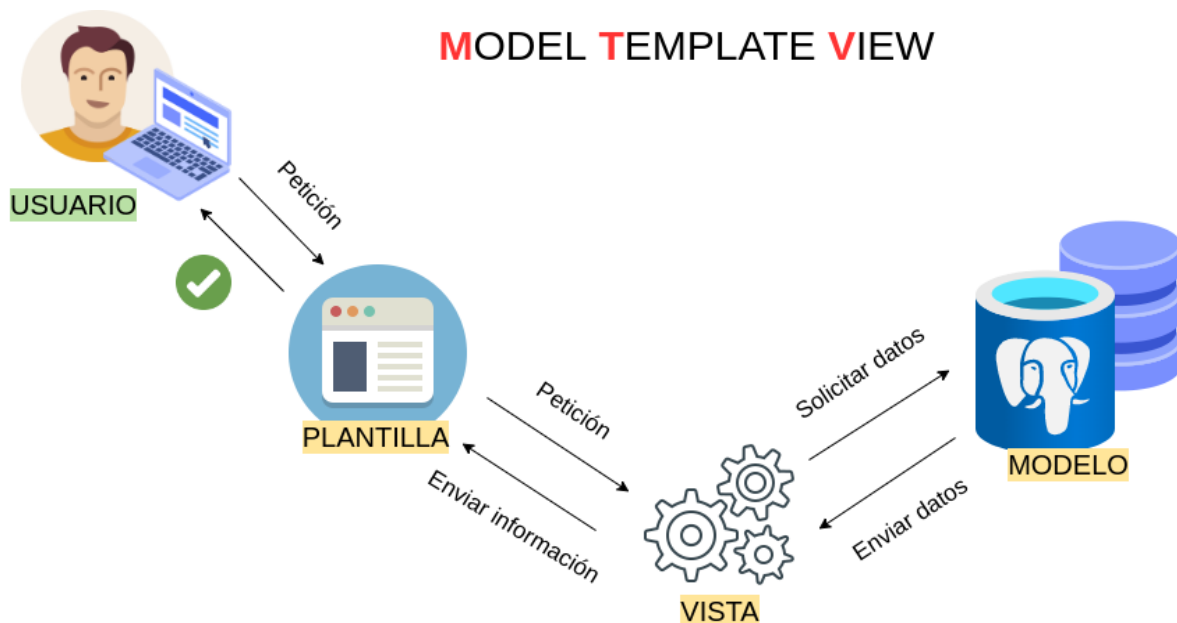 MODEL TEMPLATE VIEW
USUARIO
Petición
PLANTILLA
Petición
Enviar información
VISTA
Solicitar datos
Enviar datos
MODELO